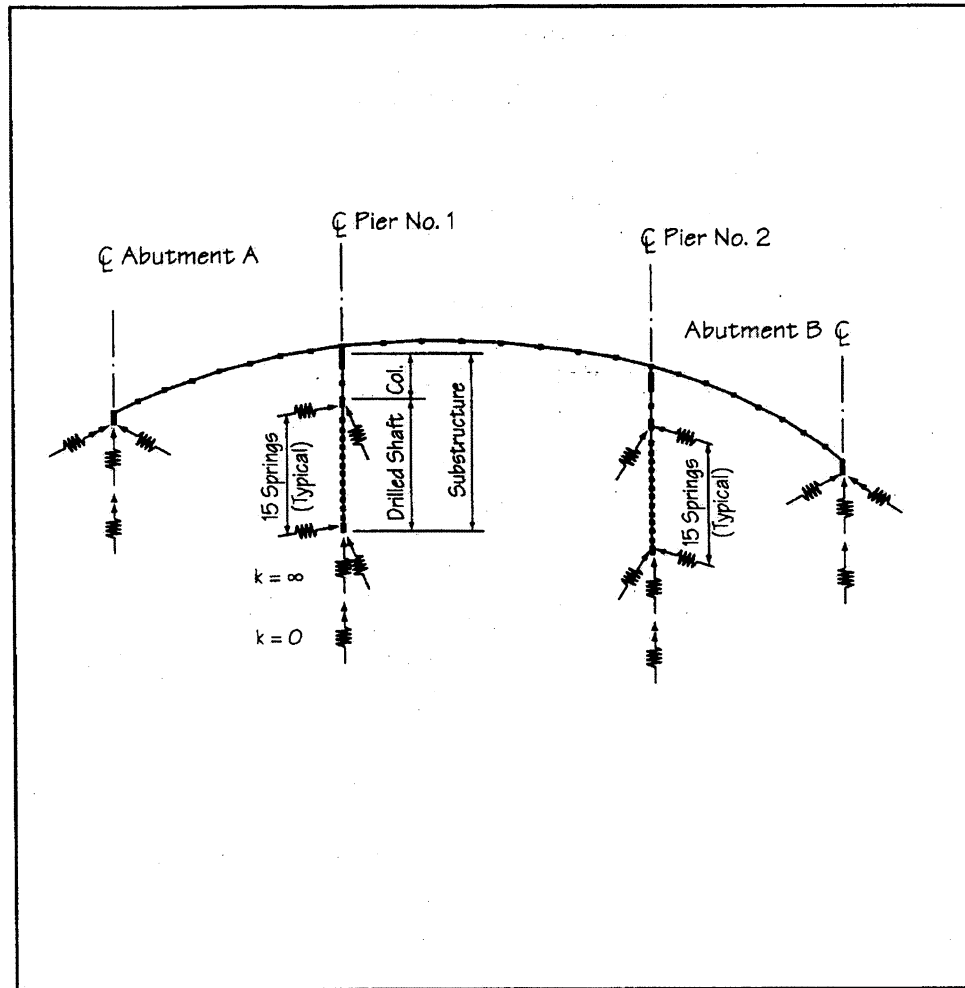 ℄ Pier No. 1
℄ Pier No. 2
℄ Abutment A
Abutment B ℄
Col.
Drilled Shaft
Substructure
15 Springs
(Typical)
15 Springs
(Typical)
k = ∞
k = 0